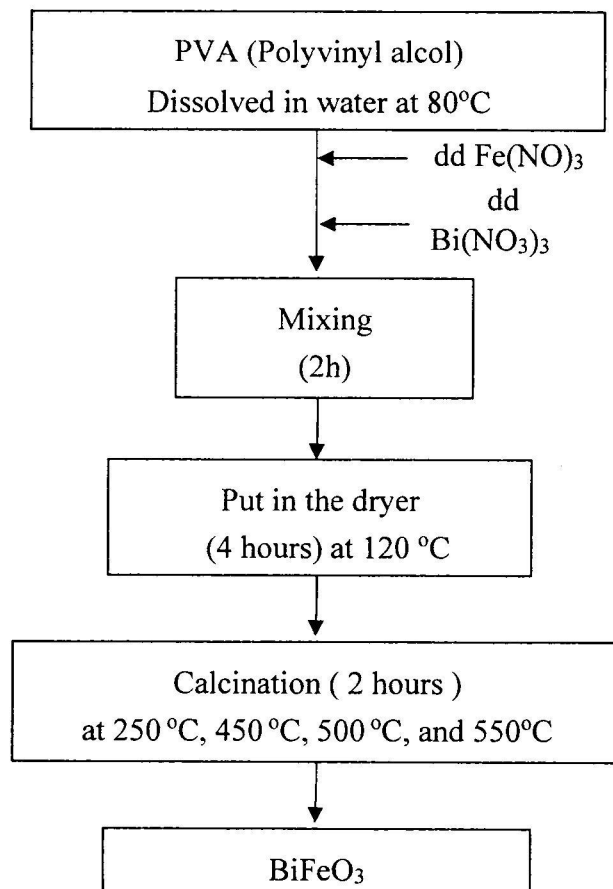 PVA (Polyvinyl alcol)
Dissolved in water at 80°C
dd Fe(NO)₃
dd
Bi(NO₃)₃
Mixing
(2h)
Put in the dryer
(4 hours) at 120 °C
Calcination ( 2 hours )
at 250 °C, 450 °C, 500 °C, and 550°C
BiFeO₃